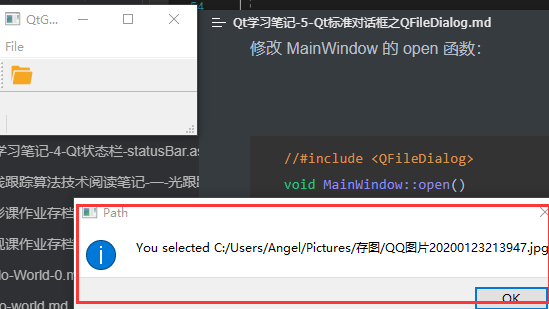 54
QtG...
File
Qt学习笔记-5-Qt标准对话框之QFileDialog.md
修改 MainWindow 的 open 函数：
//#include <QFileDialog>
void MainWindow::open()
学习笔记-4-Qt状态栏-statusBar.as
踪算法技术阅读笔记-一-光跟
影课作业存档
见课作业存档
lo-World-0.m
o-world.md
Path
You selected C:/Users/Angel/Pictures/存图/QQ图片20200123213947.jpg
OK